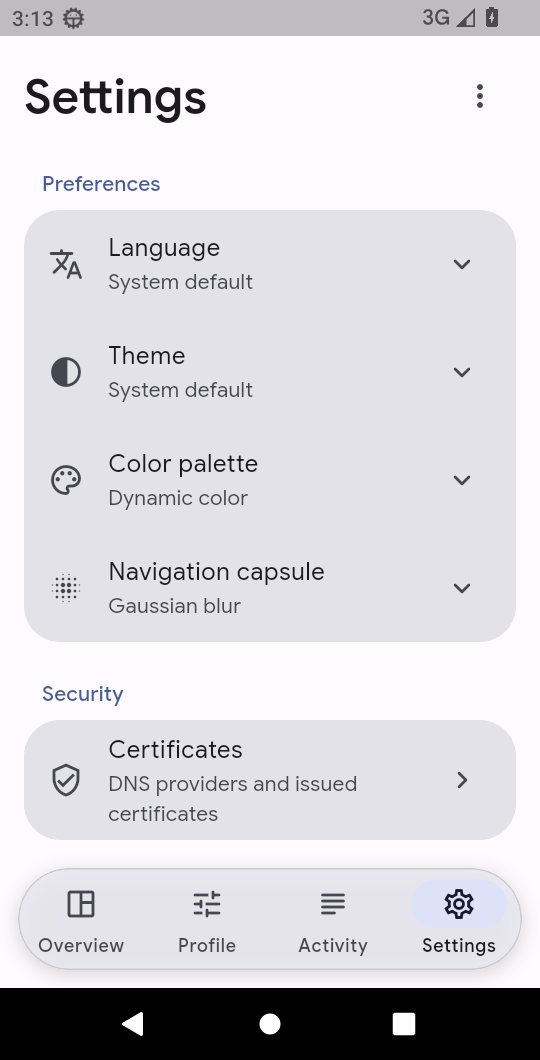 3:13
3G
Settings
Preferences
Language
System default
Theme
System default
Color palette
Dynamic color
Navigation capsule
Gaussian blur
Security
Certificates
DNS providers and issued
certificates
Overview
Profile
Activity
Settings